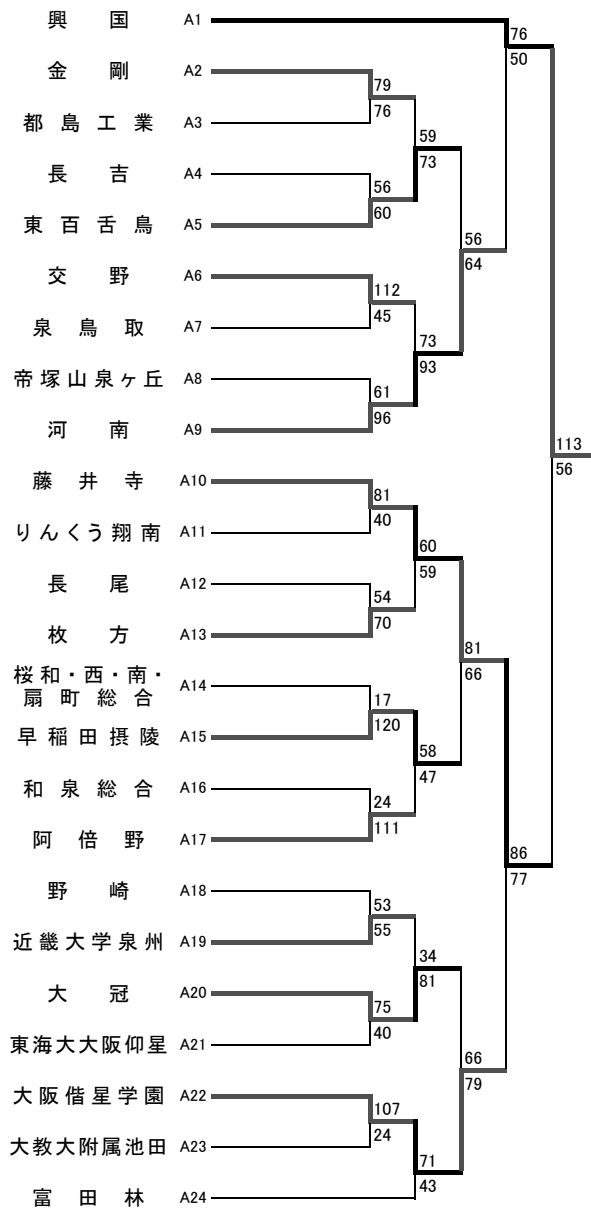 興国 A1
76
50
金剛 A2
79
76
都島工業 A3
59
73
長吉 A4
56
60
東百舌鳥 A5
56
64
交野 A6
112
45
泉鳥取 A7
73
93
帝塚山泉ヶ丘 A8
61
96
河南 A9
113
56
藤井寺 A10
81
40
りんくう翔南 A11
60
59
長尾 A12
54
70
枚方 A13
81
66
桜和・西・南・
扇町総合 A14
17
120
早稲田摂陵 A15
58
47
和泉総合 A16
24
111
阿倍野 A17
86
77
野崎 A18
53
55
近畿大学泉州 A19
34
81
大冠 A20
75
40
東海大大阪仰星 A21
66
79
大阪偕星学園 A22
107
24
大教大附属池田 A23
71
43
富田林 A24